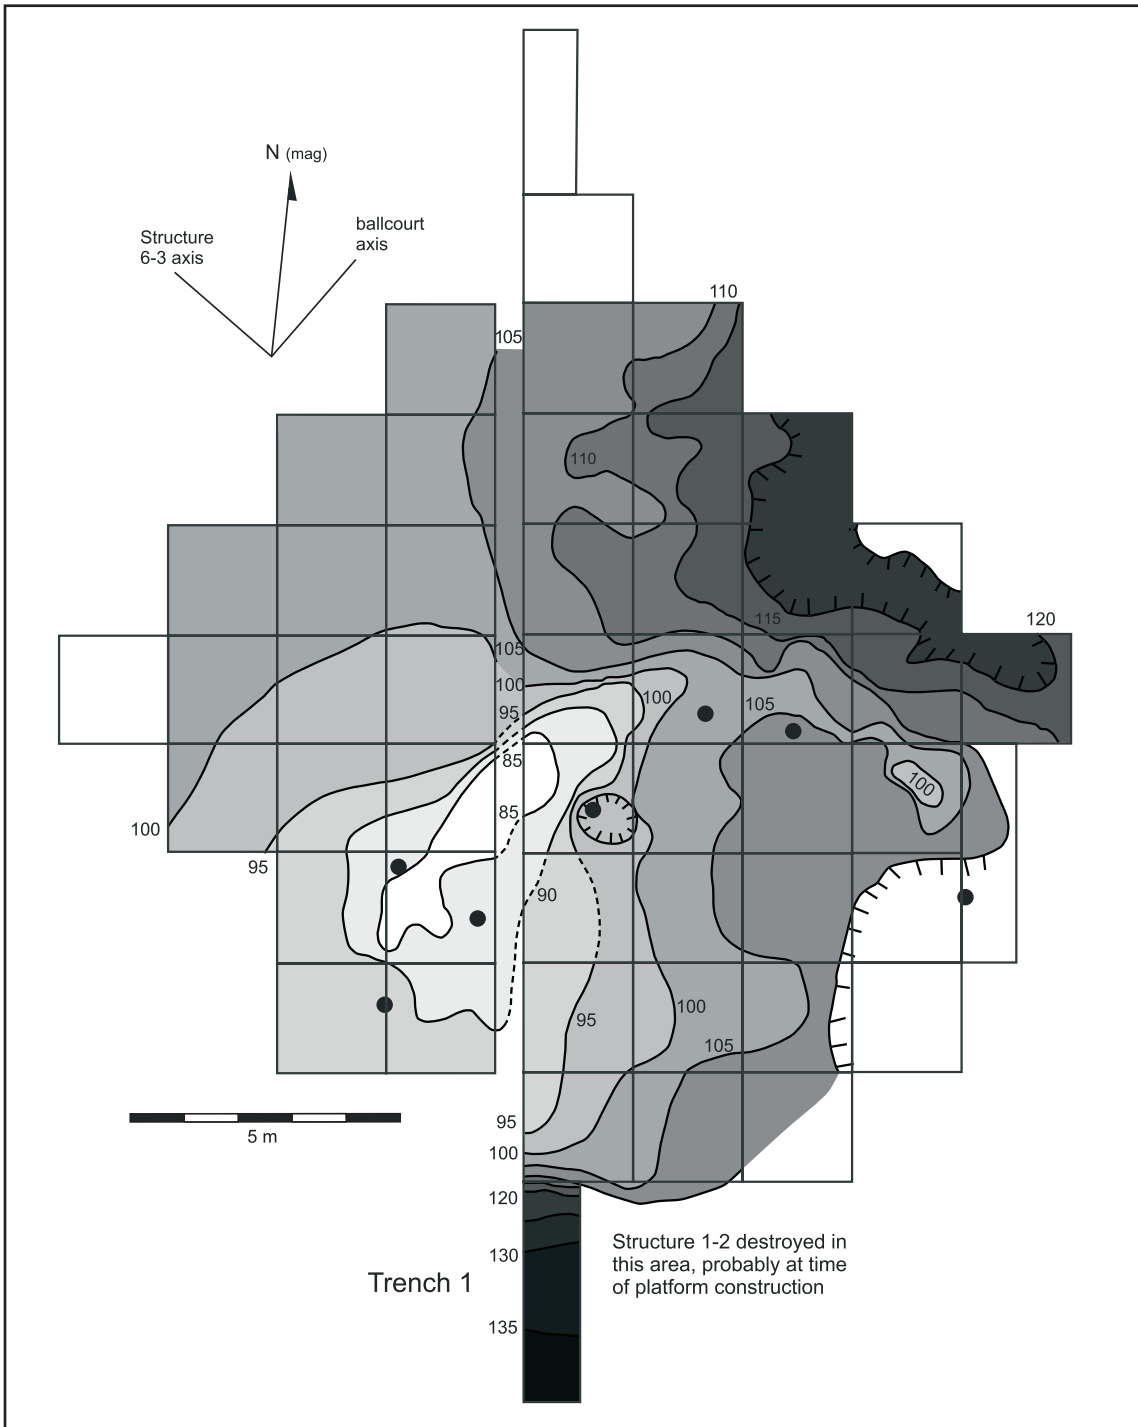 N (mag)
ballcourt
axis
Structure
6-3 axis
110
105
110
115
120
105
100
95
100
105
85
100
85
100
95
90
95
100
105
95
100
5 m
120
130
135
Trench 1
Structure 1-2 destroyed in
this area, probably at time
of platform construction